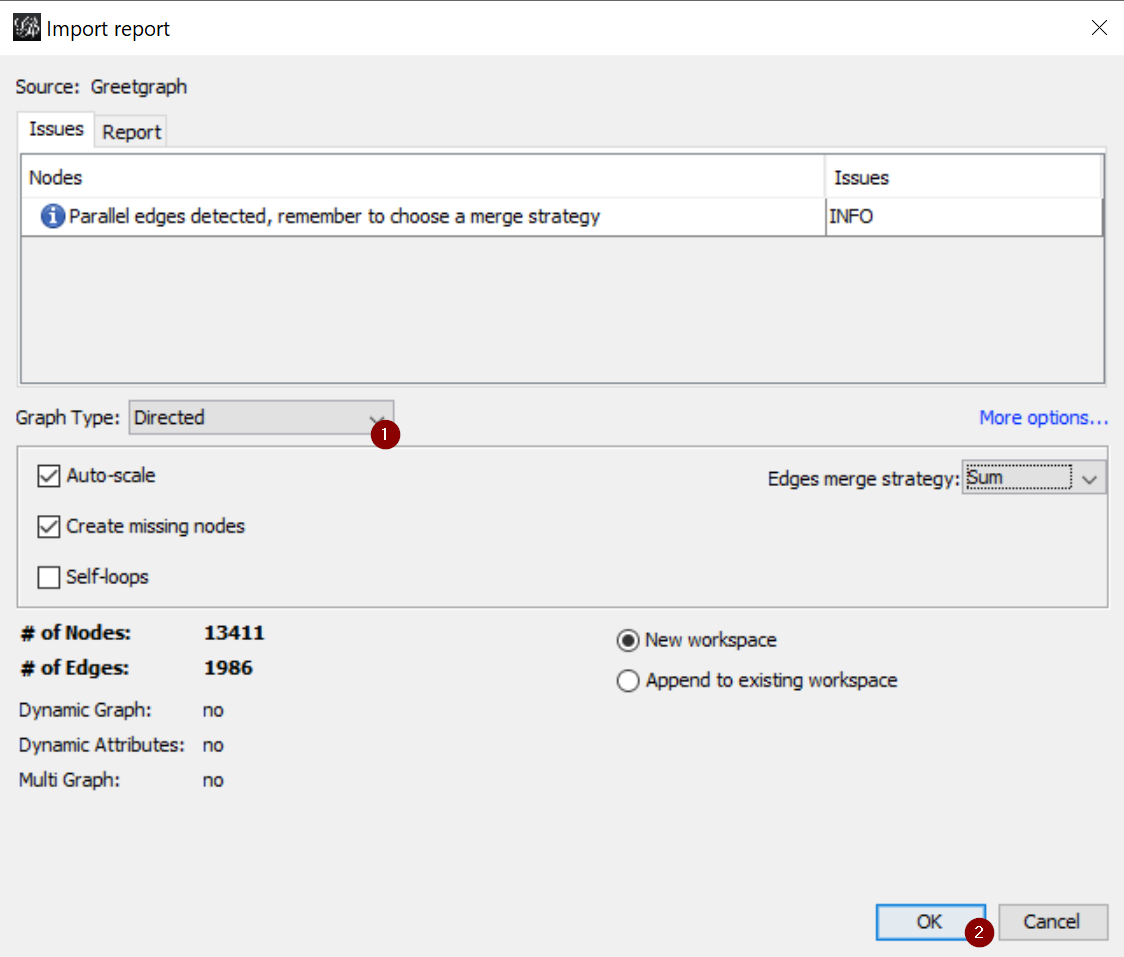 Import report
Source: Greetgraph
Issues Report
Nodes Issues
Parallel edges detected, remember to choose a merge strategy INFO
Graph Type: Directed More options...
1
Auto-scale Edges merge strategy: Sum
Create missing nodes
Self-loops
# of Nodes: 13411 New workspace
# of Edges: 1986 Append to existing workspace
Dynamic Graph: no
Dynamic Attributes: no
Multi Graph: no
OK 2 Cancel